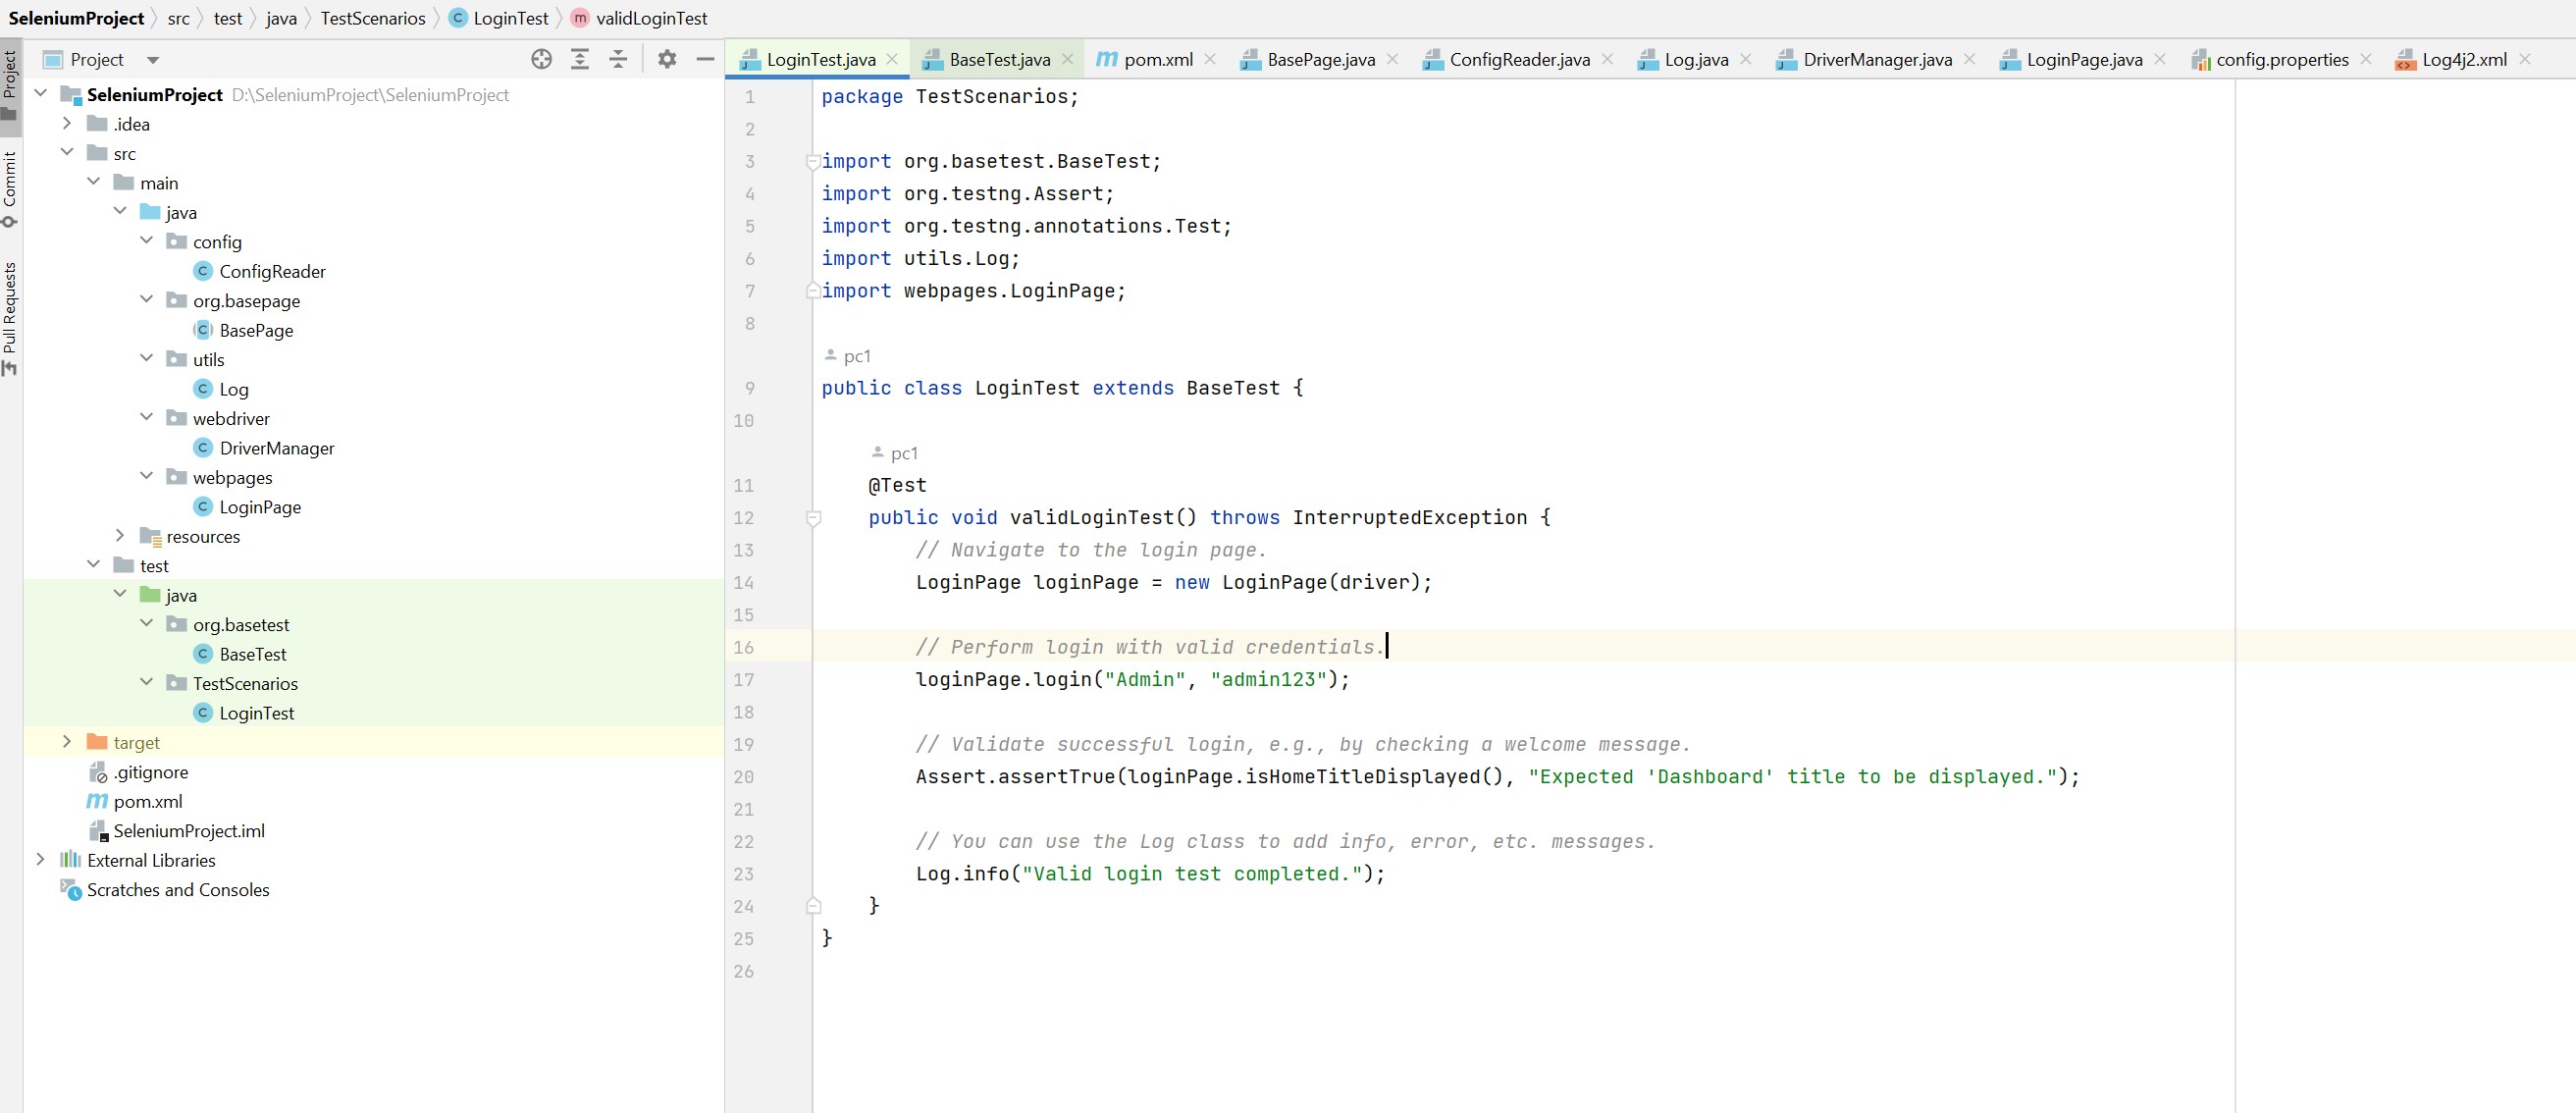 SeleniumProject src test java TestScenarios LoginTest validLoginTest
Project
Commit
Pull Requests
Project
SeleniumProject D:\SeleniumProject\SeleniumProject
.idea
src
main
java
config
ConfigReader
org.basepage
BasePage
utils
Log
webdriver
DriverManager
webpages
LoginPage
resources
test
java
org.basetest
BaseTest
TestScenarios
LoginTest
target
.gitignore
pom.xml
SeleniumProject.iml
External Libraries
Scratches and Consoles
LoginTest.java BaseTest.java pom.xml BasePage.java ConfigReader.java Log.java DriverManager.java LoginPage.java config.properties Log4j2.xml
1 package TestScenarios;
2
3 import org.basetest.BaseTest;
4 import org.testng.Assert;
5 import org.testng.annotations.Test;
6 import utils.Log;
7 import webpages.LoginPage;
8
pc1
9 public class LoginTest extends BaseTest {
10
pc1
11 @Test
12 public void validLoginTest() throws InterruptedException {
13 // Navigate to the login page.
14 LoginPage loginPage = new LoginPage(driver);
15
16 // Perform login with valid credentials.
17 loginPage.login("Admin", "admin123");
18
19 // Validate successful login, e.g., by checking a welcome message.
20 Assert.assertTrue(loginPage.isHomeTitleDisplayed(), "Expected 'Dashboard' title to be displayed.");
21
22 // You can use the Log class to add info, error, etc. messages.
23 Log.info("Valid login test completed.");
24 }
25 }
26